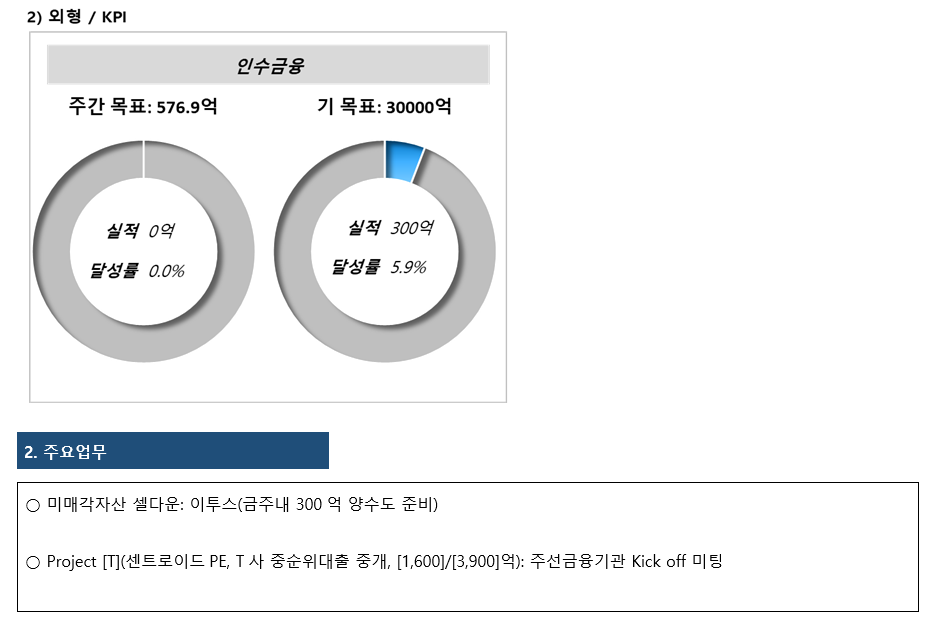 2) 외형 / KPI
인수금융
주간 목표: 576.9억
기 목표: 30000억
실적 0억
달성률 0.0%
실적 300억
달성률 5.9%
2. 주요업무
○ 미매각자산 셀다운: 이투스(금주내 300 억 양수도 준비)
○ Project [T](센트로이드 PE, T 사 중순위대출 중개, [1,600]/[3,900]억): 주선금융기관 Kick off 미팅